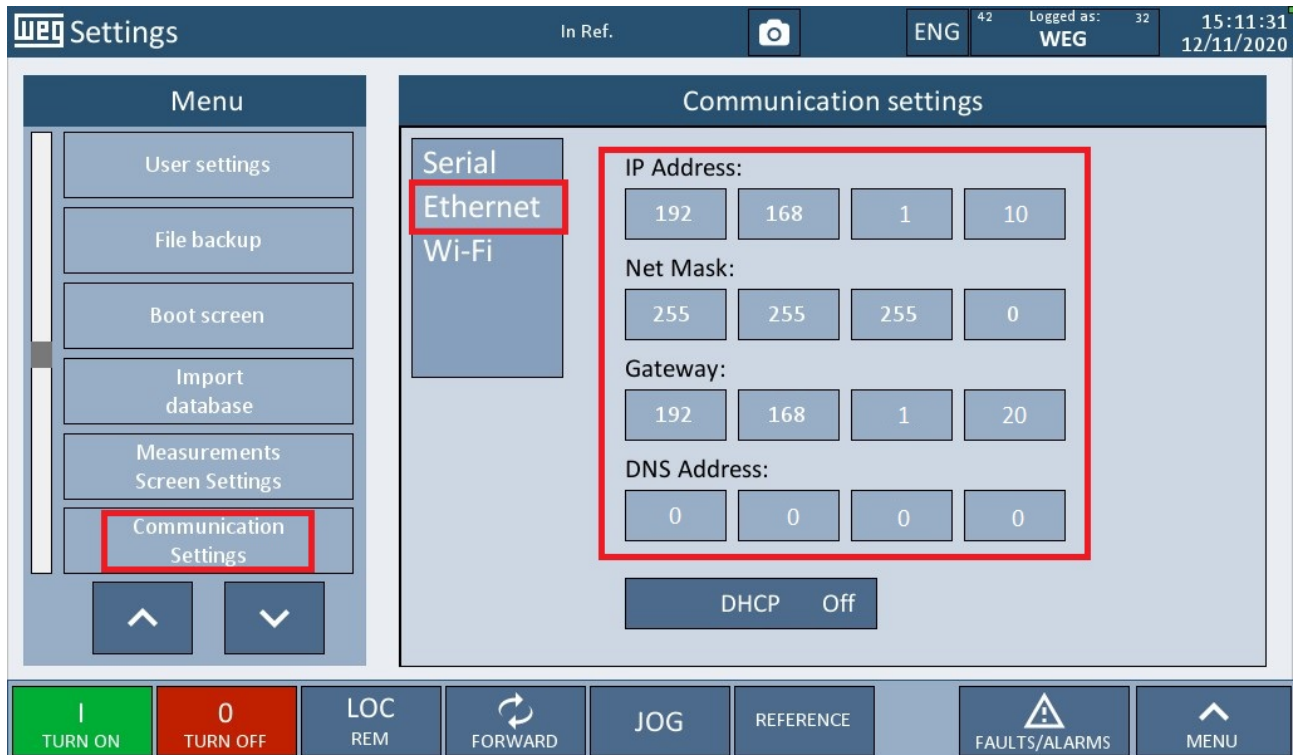 WEG Settings
In Ref.
ENG
42 Logged as: 32
WEG
15:11:31
12/11/2020
Menu
User settings
File backup
Boot screen
Import
database
Measurements
Screen Settings
Communication
Settings
Communication settings
Serial
Ethernet
Wi-Fi
IP Address:
192 168 1 10
Net Mask:
255 255 255 0
Gateway:
192 168 1 20
DNS Address:
0 0 0 0
DHCP Off
I
TURN ON
0
TURN OFF
LOC
REM
FORWARD
JOG
REFERENCE
FAULTS/ALARMS
MENU